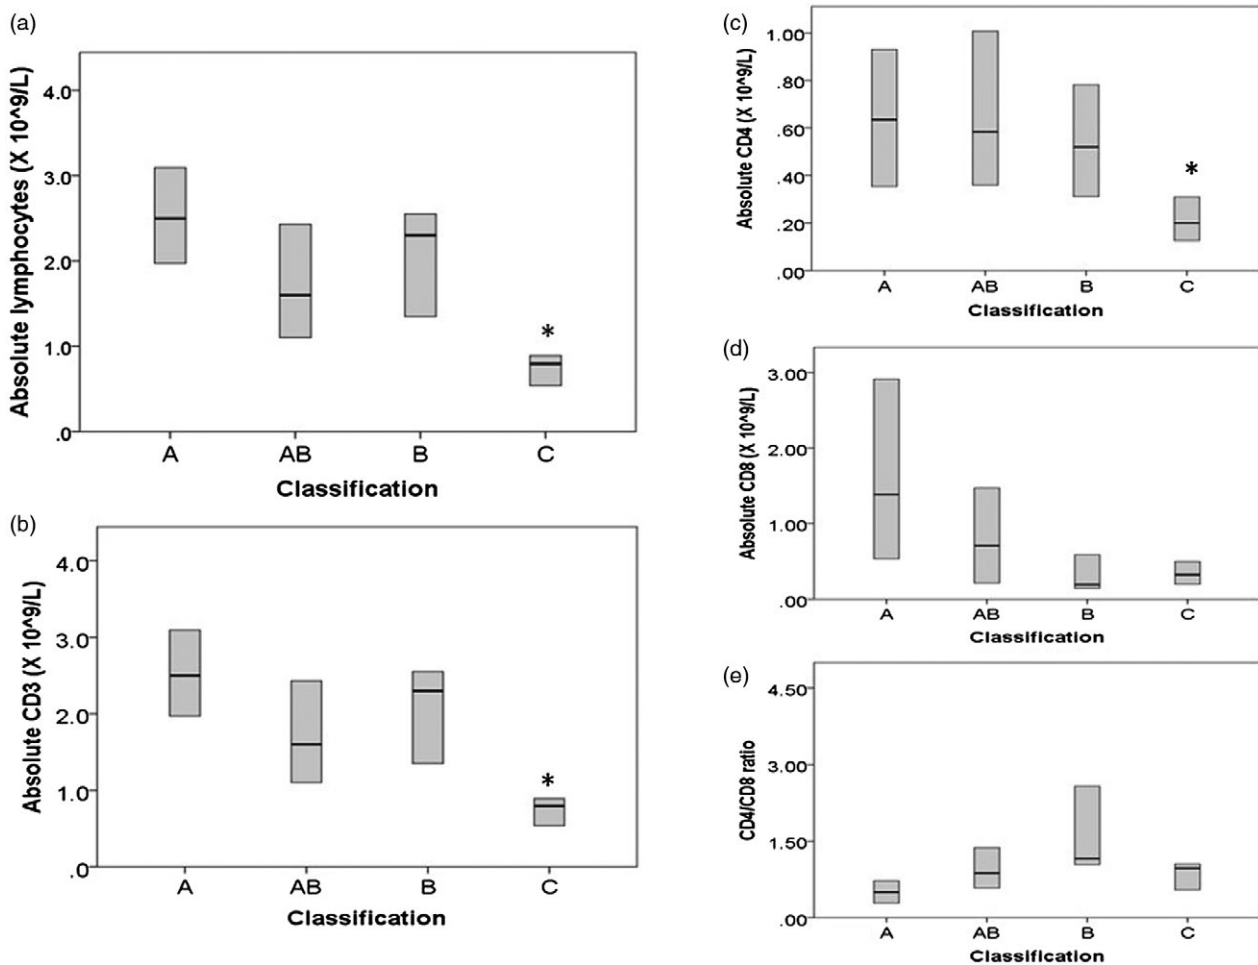 (a)
Absolute lymphocytes (X 10^9/L)
4.0
3.0
2.0
1.0
.0
*
A AB B C
Classification
(b)
Absolute CD3 (X 10^9/L)
4.0
3.0
2.0
1.0
.0
*
A AB B C
Classification
(c)
Absolute CD4 (X 10^9/L)
1.00
.80
.60
.40
.20
.00
*
A AB B C
Classification
(d)
Absolute CD8 (X 10^9/L)
3.00
2.00
1.00
.00
A AB B C
Classification
(e)
CD4/CD8 ratio
4.50
3.00
1.50
.00
A AB B C
Classification